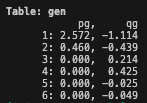 Table: gen
pg, qg
1: 2.572, -1.114
2: 0.460, -0.439
3: 0.000, 0.214
4: 0.000, 0.425
5: 0.000, -0.025
6: 0.000, -0.049